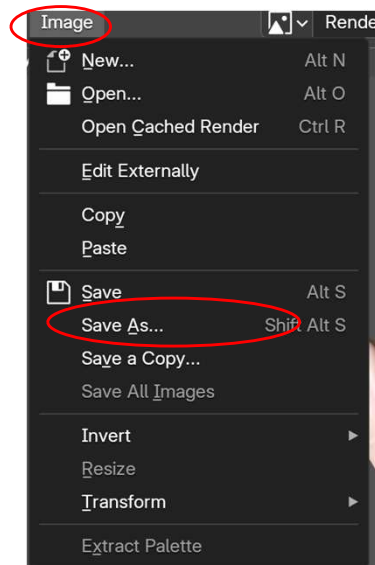 Image Rende
New... Alt N
Open... Alt O
Open Cached Render Ctrl R
Edit Externally
Copy
Paste
Save Alt S
Save As... Shift Alt S
Save a Copy...
Save All Images
Invert
Resize
Transform
Extract Palette